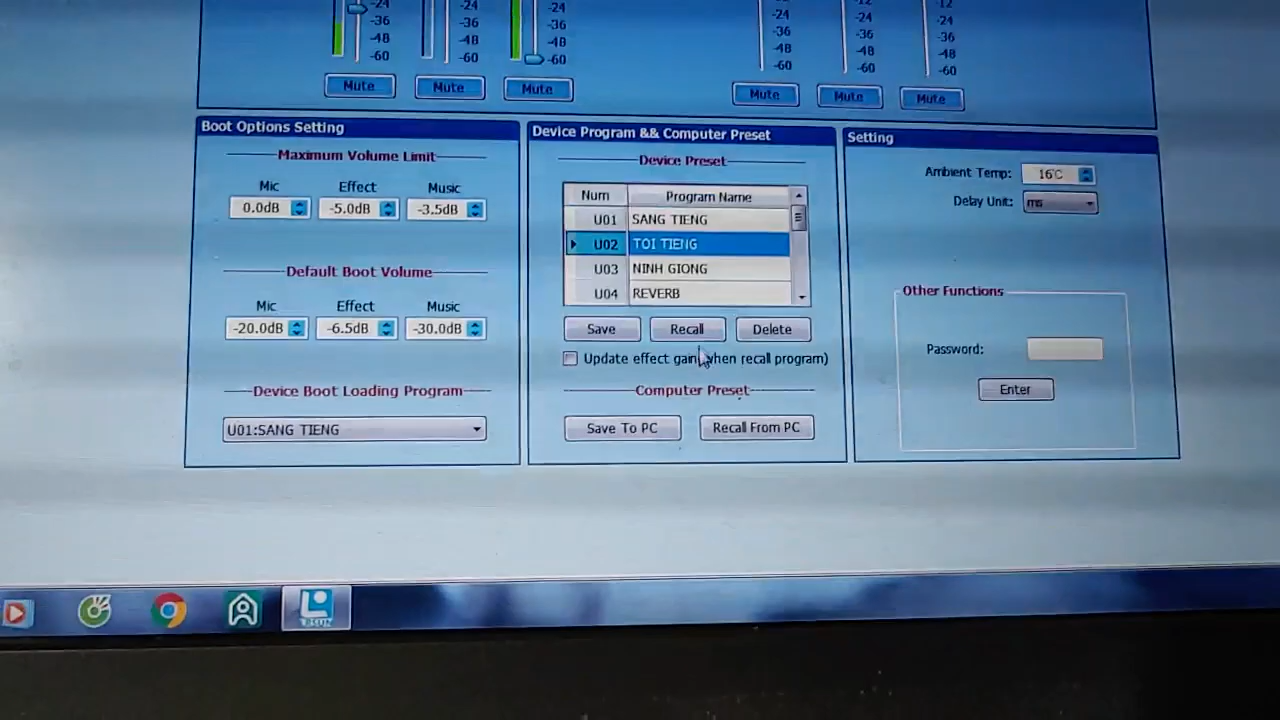 -24 -24 -24 -24 -12 -12
-36 -36 -36 -36 -24 -24
-48 -48 -48 -48 -36 -36
-60 -60 -60 -60 -48 -48
-60 -60
Mute Mute Mute Mute Mute Mute
Boot Options Setting
Maximum Volume Limit
Mic Effect Music
0.0dB -5.0dB -3.5dB
Default Boot Volume
Mic Effect Music
-20.0dB -6.5dB -30.0dB
Device Boot Loading Program
U01:SANG TIENG
Device Program && Computer Preset
Device Preset
Num Program Name
U01 SANG TIENG
U02 TOI TIENG
U03 NINH GIONG
U04 REVERB
Save Recall Delete
Update effect gain when recall program)
Computer Preset
Save To PC Recall From PC
Setting
Ambient Temp: 16℃
Delay Unit: ms
Other Functions
Password:
Enter